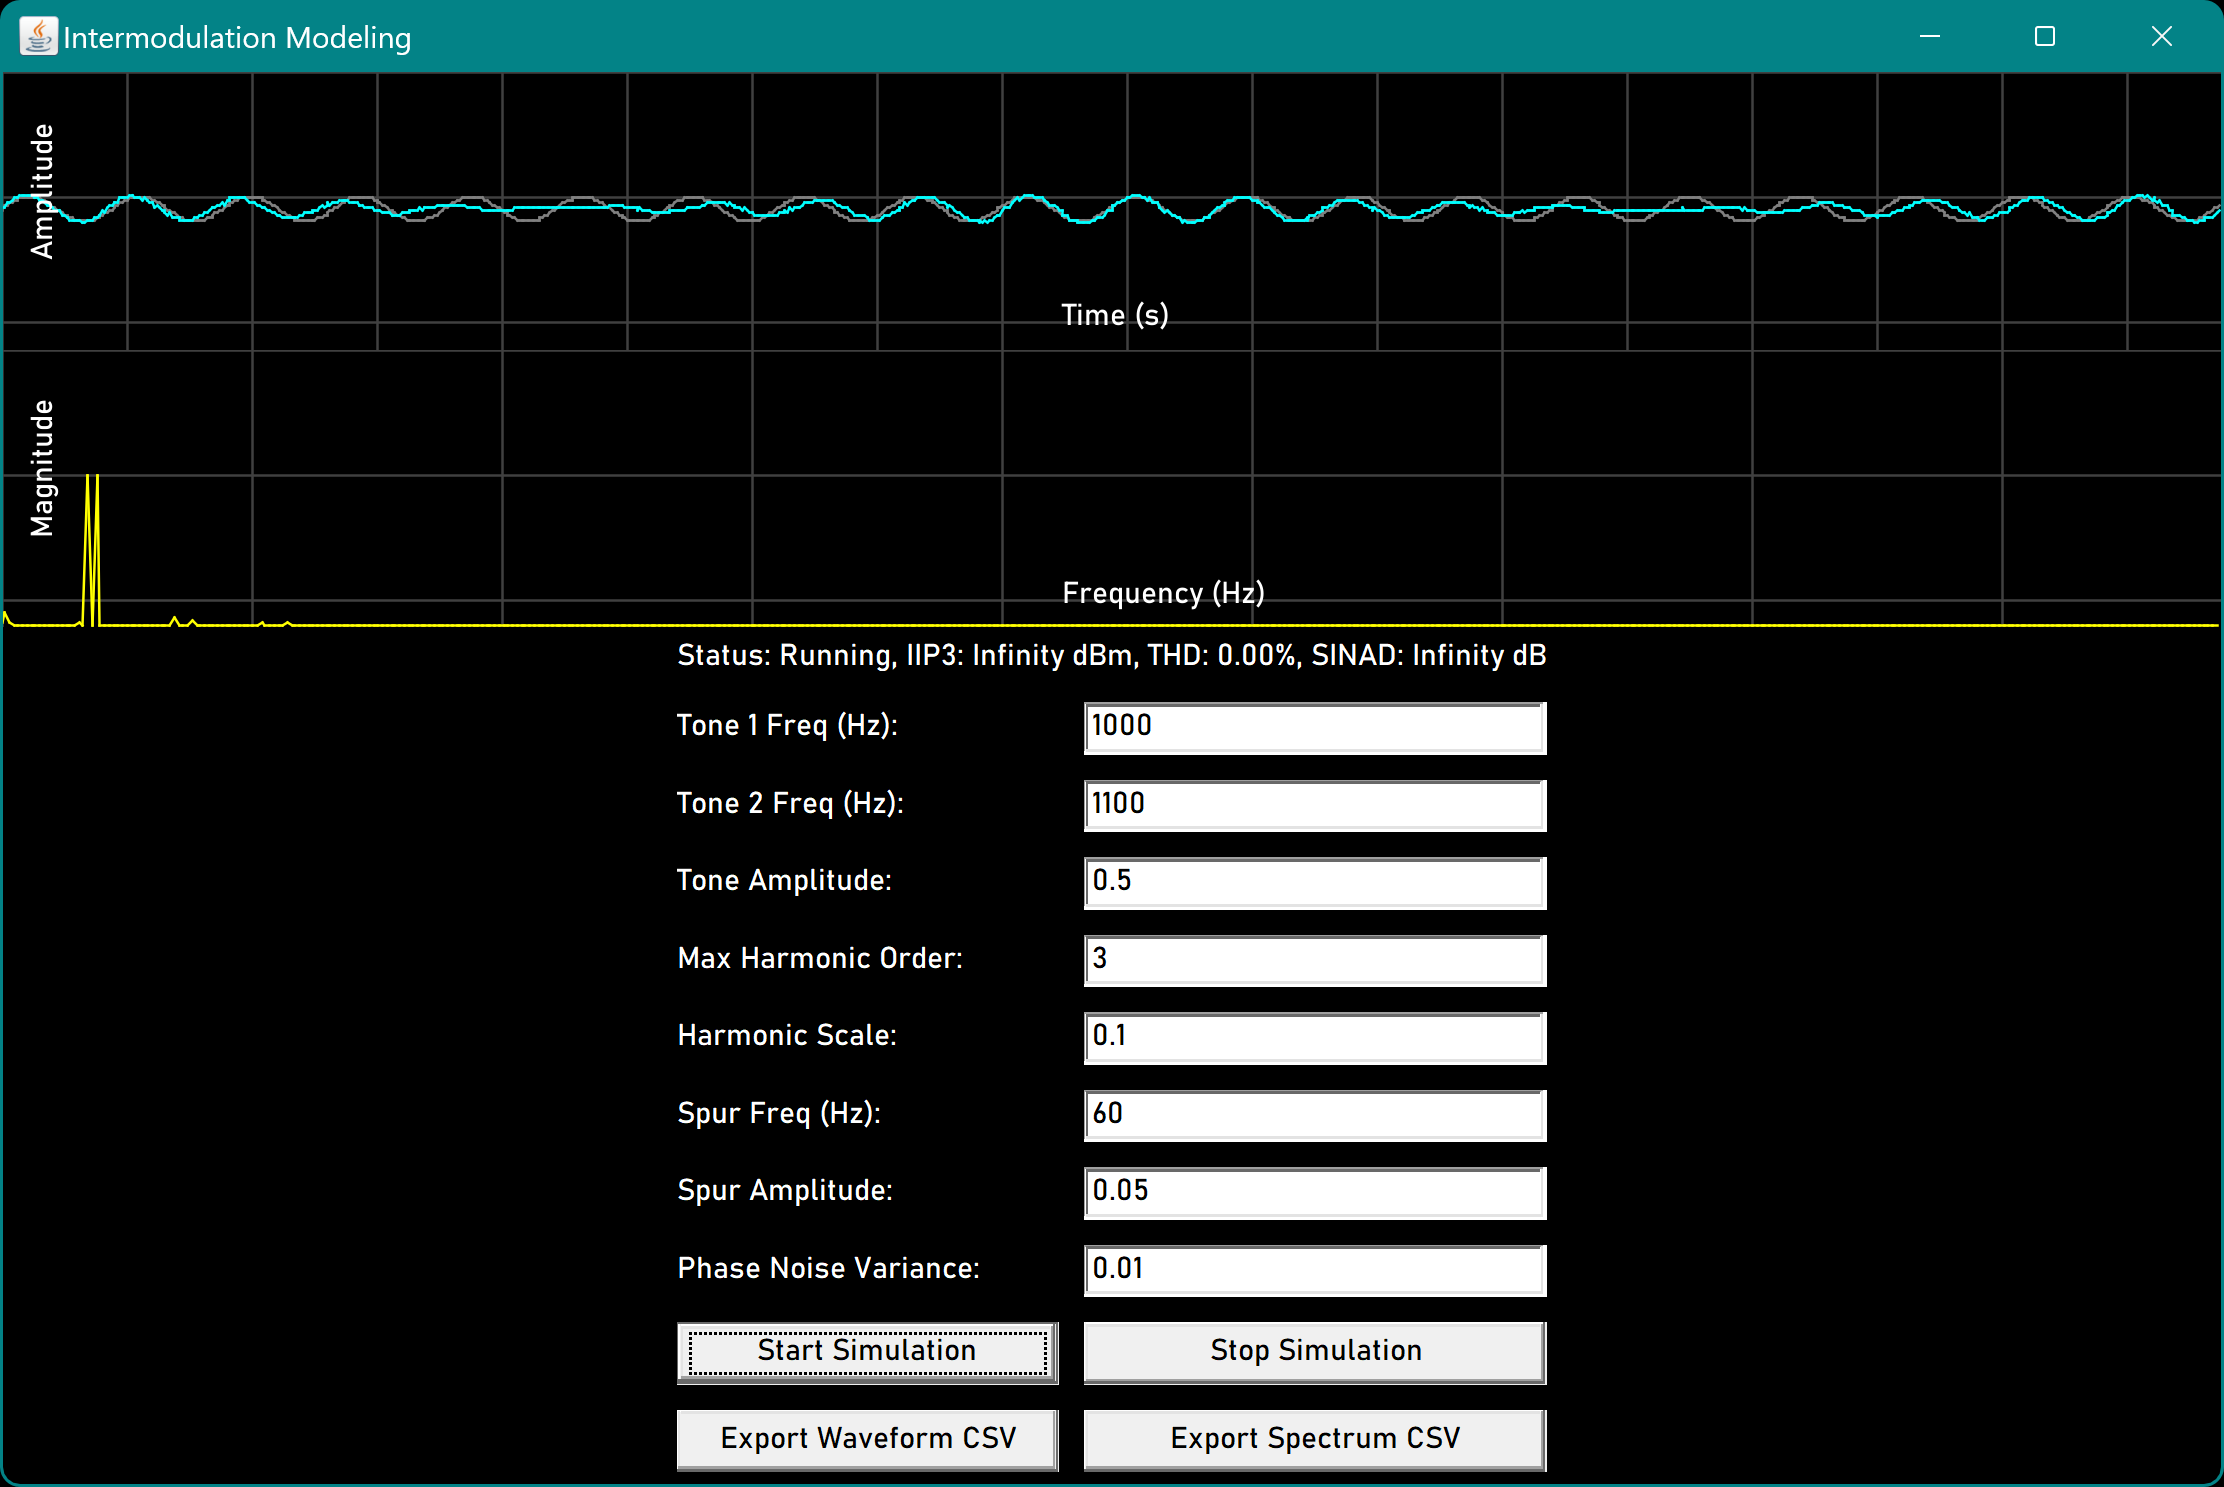 Intermodulation Modeling
Amplitude
Time (s)
Magnitude
Frequency (Hz)
Status: Running, IIP3: Infinity dBm, THD: 0.00%, SINAD: Infinity dB
Tone 1 Freq (Hz): 1000
Tone 2 Freq (Hz): 1100
Tone Amplitude: 0.5
Max Harmonic Order: 3
Harmonic Scale: 0.1
Spur Freq (Hz): 60
Spur Amplitude: 0.05
Phase Noise Variance: 0.01
Start Simulation Stop Simulation
Export Waveform CSV Export Spectrum CSV